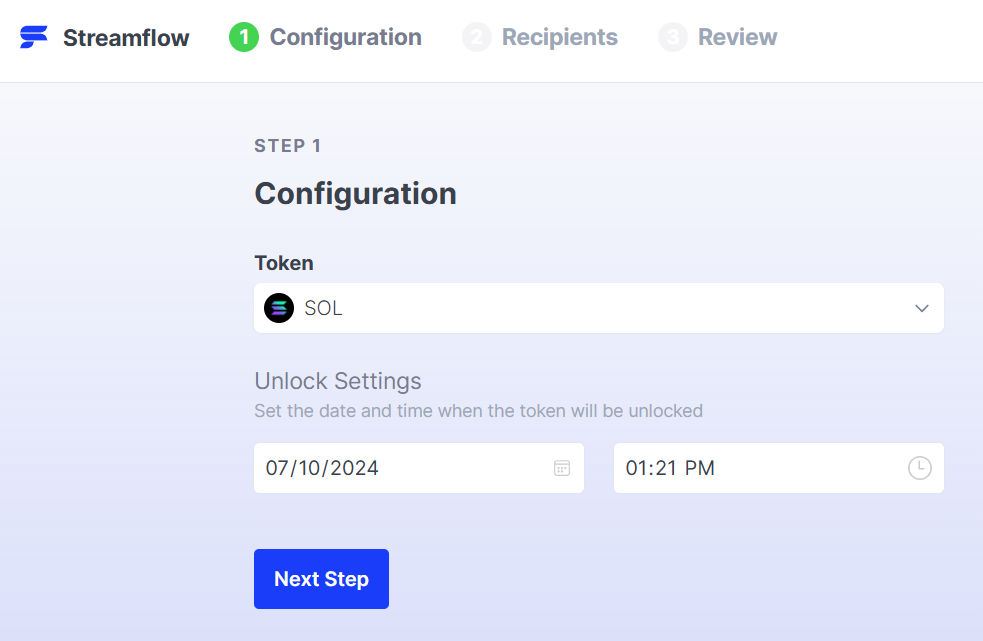 Streamflow 1 Configuration 2 Recipients 3 Review
STEP 1
Configuration
Token
SOL
Unlock Settings
Set the date and time when the token will be unlocked
07/10/2024 01:21 PM
Next Step